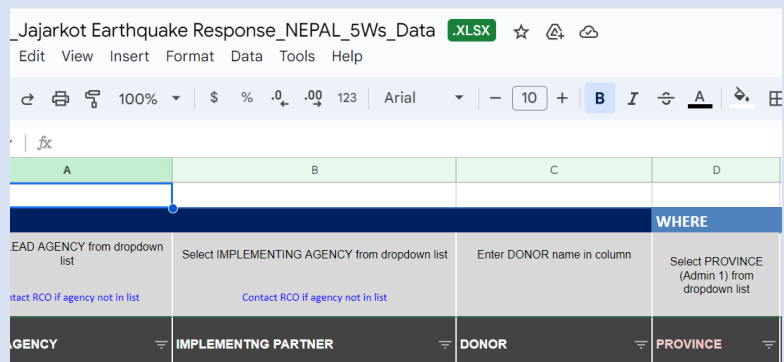 _Jajarkot Earthquake Response_NEPAL_5Ws_Data .XLSX
Edit View Insert Format Data Tools Help
100% $ % .0 .00 123 Arial 10 B I S A
fx
A B C D
WHERE
EAD AGENCY from dropdown
list
ntact RCO if agency not in list
Select IMPLEMENTING AGENCY from dropdown list
Contact RCO if agency not in list
Enter DONOR name in column
Select PROVINCE
(Admin 1) from
dropdown list
AGENCY IMPLEMENTNG PARTNER DONOR PROVINCE